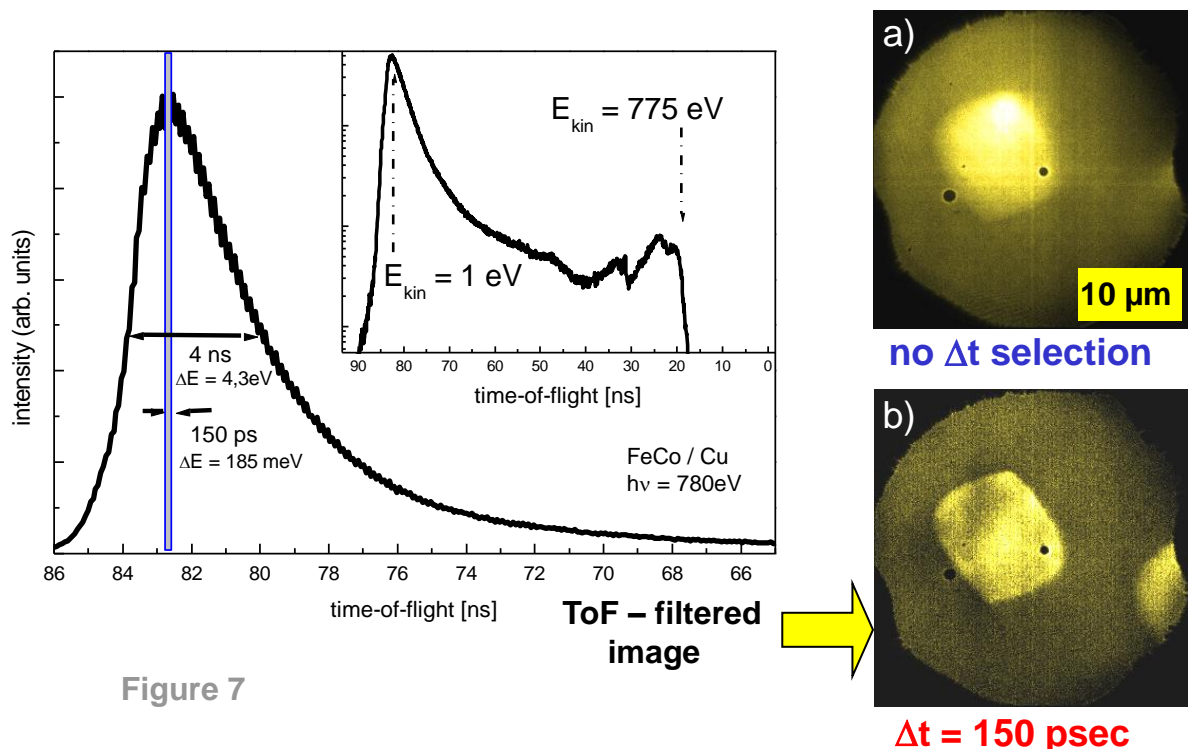 intensity (arb. units)
4 ns
ΔE = 4,3eV
150 ps
ΔE = 185 meV
FeCo / Cu
hν = 780eV
86 84 82 80 78 76 74 72 70 68 66
time-of-flight [ns]
E_kin = 775 eV
E_kin = 1 eV
90 80 70 60 50 40 30 20 10 0
time-of-flight [ns]
ToF – filtered
image
Figure 7
a)
10 µm
no Δt selection
b)
Δt = 150 psec